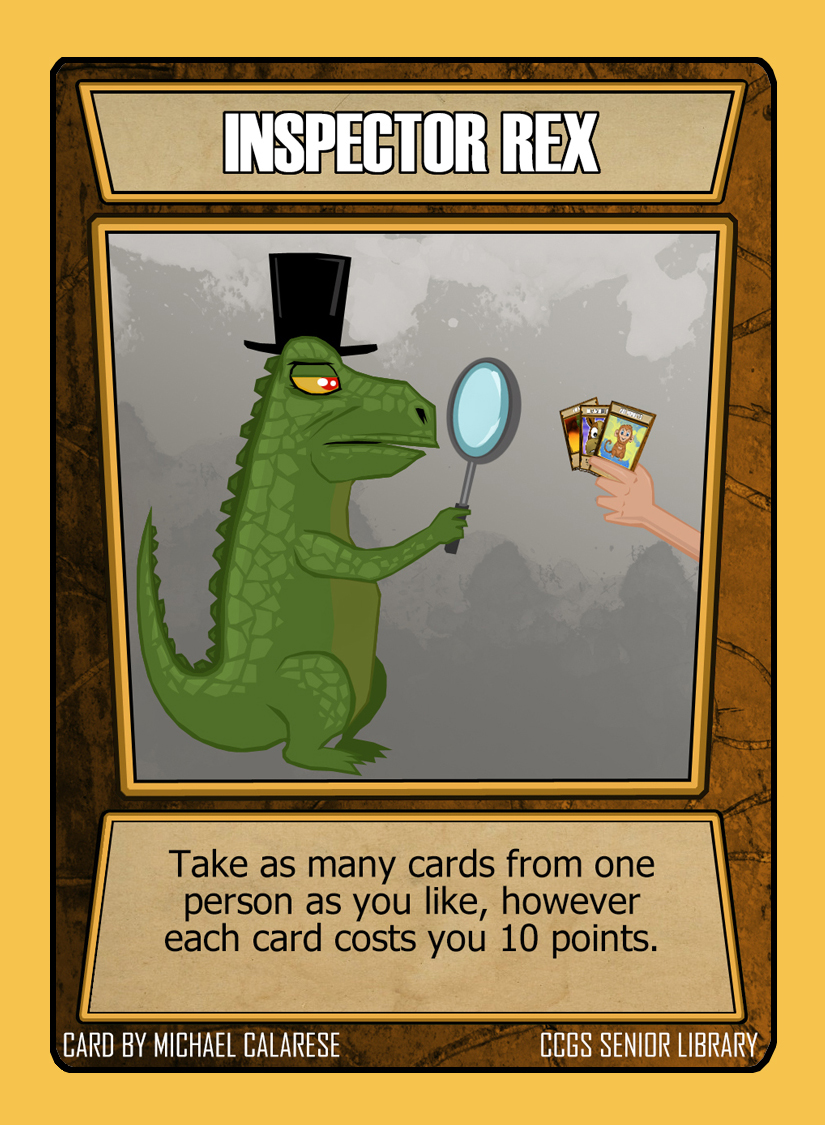 INSPECTOR REX
Take as many cards from one
person as you like, however
each card costs you 10 points.
CARD BY MICHAEL CALARESE
CCGS SENIOR LIBRARY